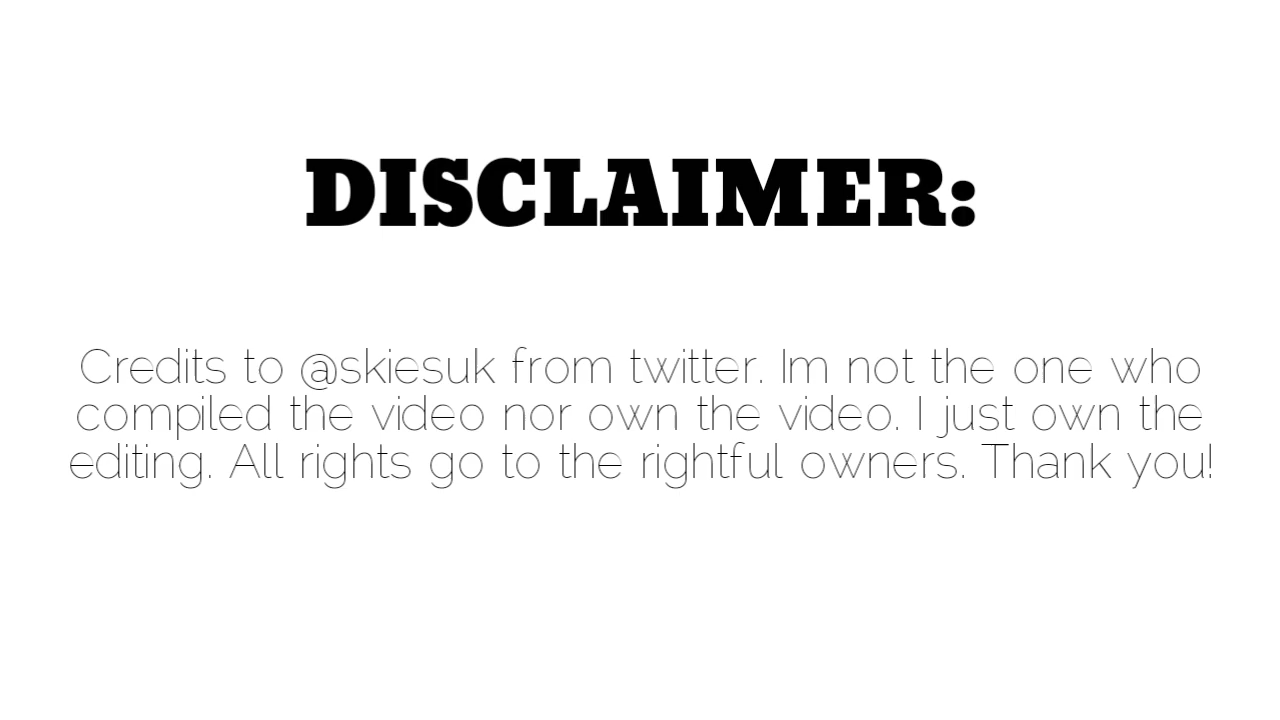 DISCLAIMER:
Credits to @skiesuk from twitter. Im not the one who
compiled the video nor own the video. I just own the
editing. All rights go to the rightful owners. Thank you!